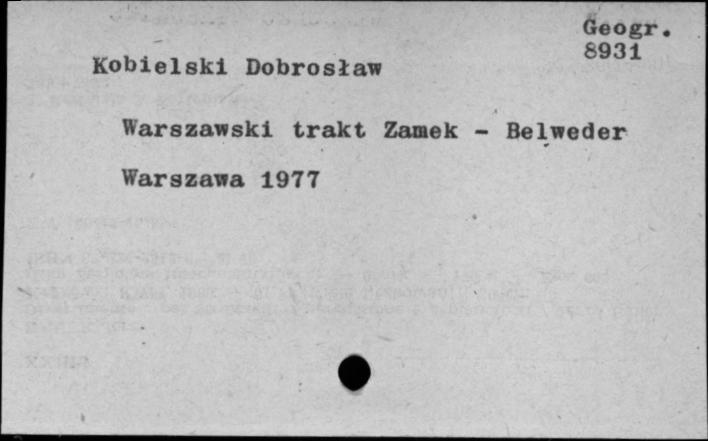 Geogr.
8931
Kobielski Dobrosław
Warszawski trakt Zamek - Belweder
Warszawa 1977